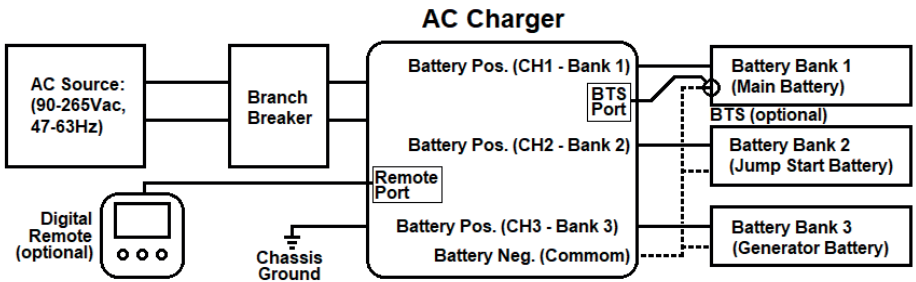 AC Charger
AC Source:
(90-265Vac,
47-63Hz)
Branch
Breaker
Battery Pos. (CH1 - Bank 1)
BTS
Port
Battery Pos. (CH2 - Bank 2)
Remote
Port
Battery Pos. (CH3 - Bank 3)
Battery Neg. (Commom)
Battery Bank 1
(Main Battery)
BTS (optional)
Battery Bank 2
(Jump Start Battery)
Battery Bank 3
(Generator Battery)
Digital
Remote
(optional)
Chassis
Ground